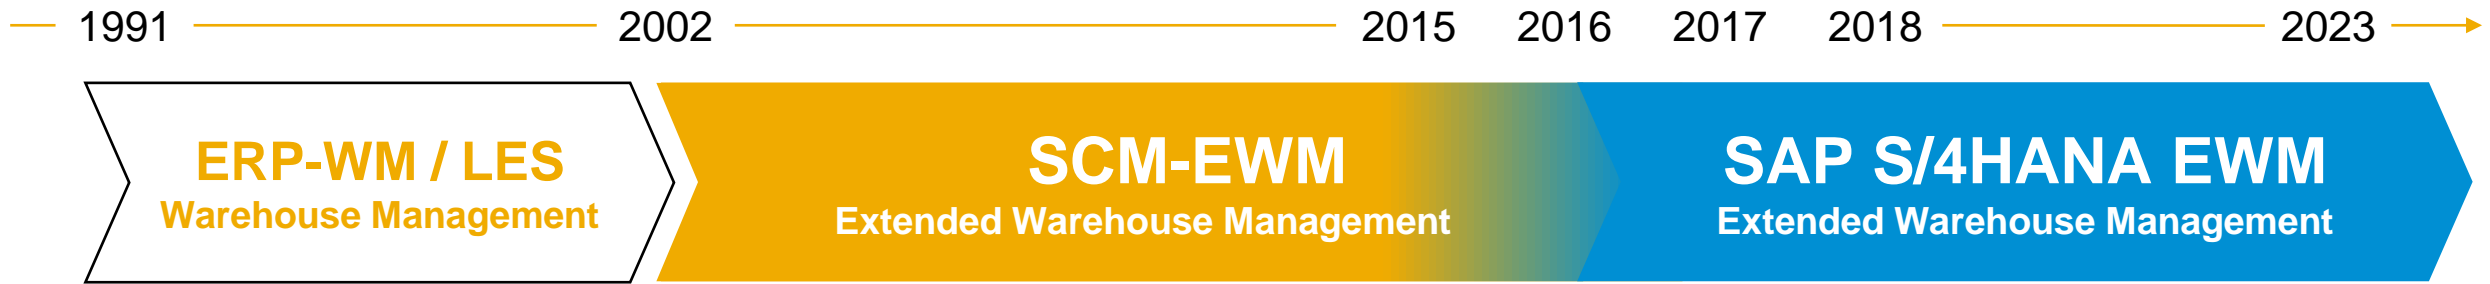 1991 2002 2015 2016 2017 2018 2023
ERP-WM / LES
Warehouse Management
SCM-EWM
Extended Warehouse Management
SAP S/4HANA EWM
Extended Warehouse Management